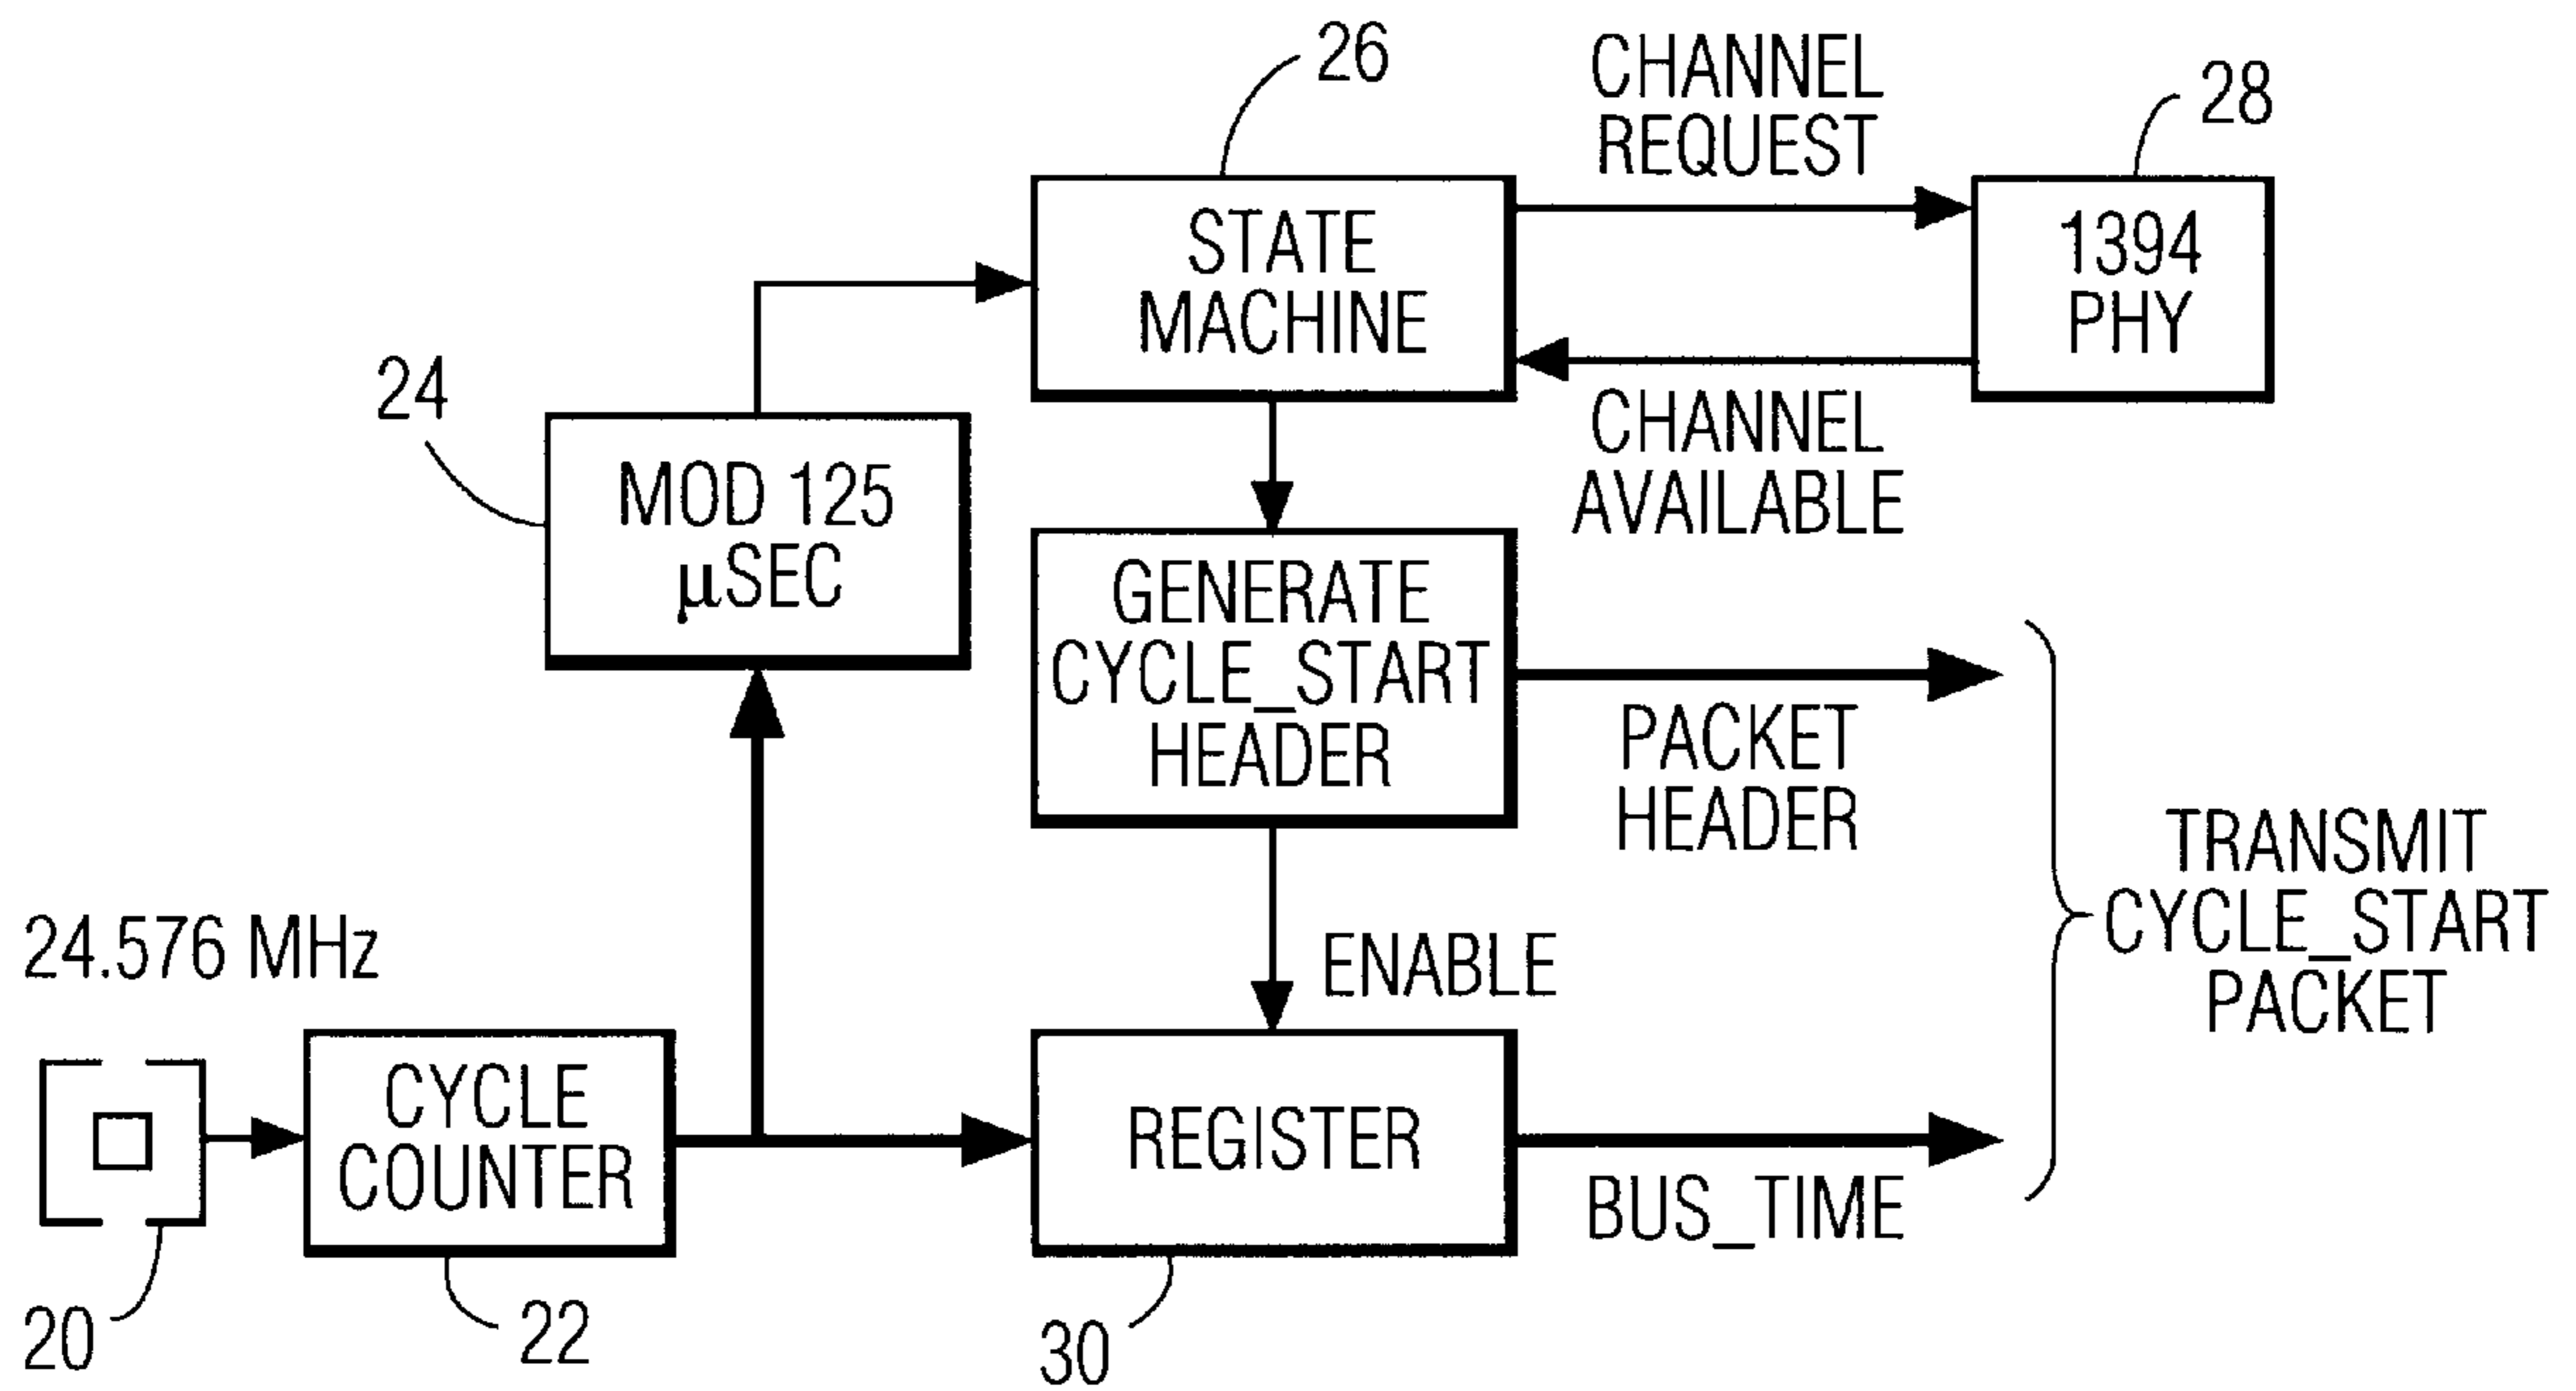 26
CHANNEL
REQUEST
28
STATE
MACHINE
1394
PHY
24
CHANNEL
AVAILABLE
MOD 125
μSEC
GENERATE
CYCLE_START
HEADER
PACKET
HEADER
TRANSMIT
CYCLE_START
PACKET
24.576 MHz
ENABLE
CYCLE
COUNTER
REGISTER
BUS_TIME
20
22
30